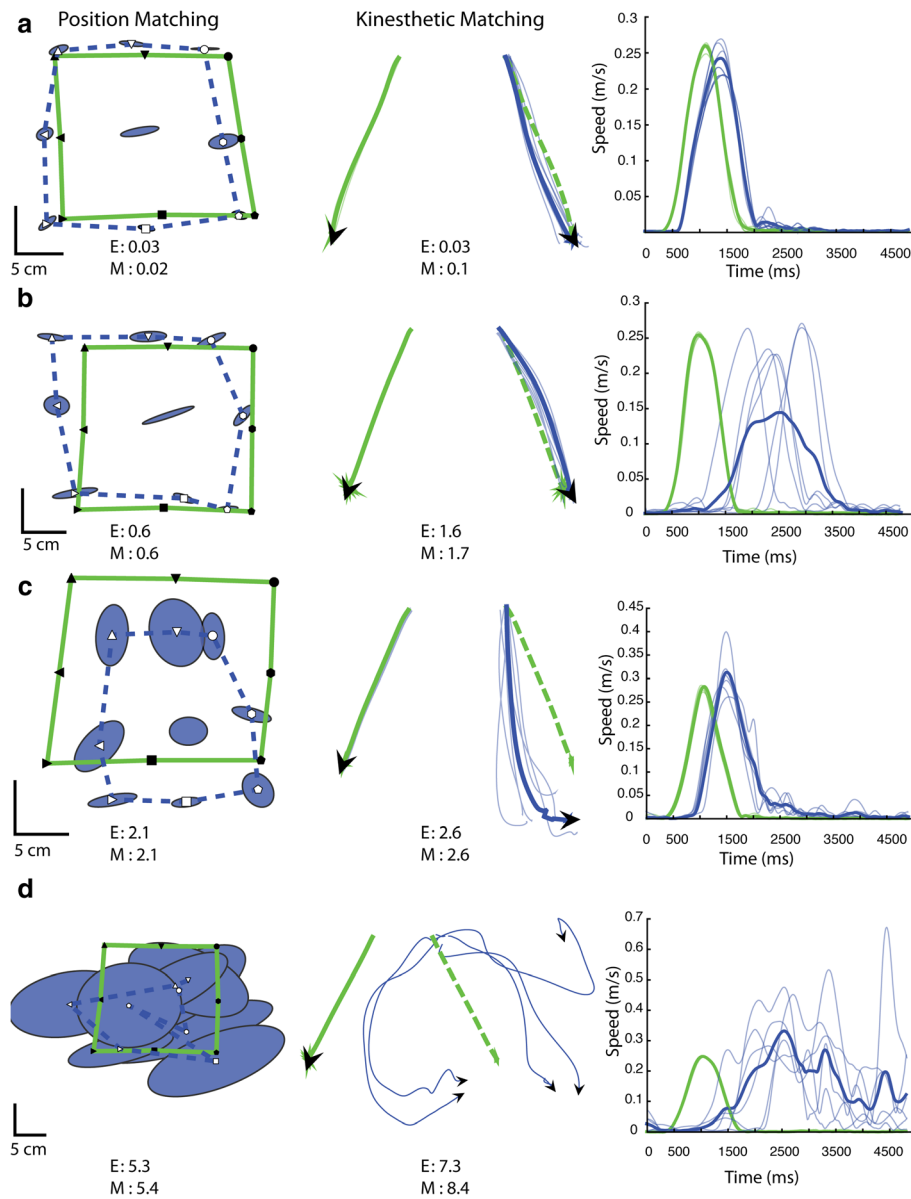 a
Position Matching
Kinesthetic Matching
5 cm
E: 0.03
M : 0.02
E: 0.03
M : 0.1
Speed (m/s)
0.3
0.25
0.2
0.1
0.05
0 500 1500 2500 3500 4500
Time (ms)
b
5 cm
E: 0.6
M : 0.6
E: 1.6
M : 1.7
Speed (m/s)
0.3
0.25
0.2
0.15
0.1
0.05
0
0 500 1500 2500 3500 4500
Time (ms)
c
5 cm
E: 2.1
M : 2.1
E: 2.6
M : 2.6
Speed (m/s)
0.45
0.40
0.35
0.3
0.25
0.2
0.15
0.1
0.05
0
0 500 1500 2500 3500 4500
Time (ms)
d
5 cm
E: 5.3
M : 5.4
E: 7.3
M : 8.4
Speed (m/s)
0.7
0.6
0.5
0.4
0.3
0.2
0.1
0
0 500 1500 2500 3500 4500
Time (ms)